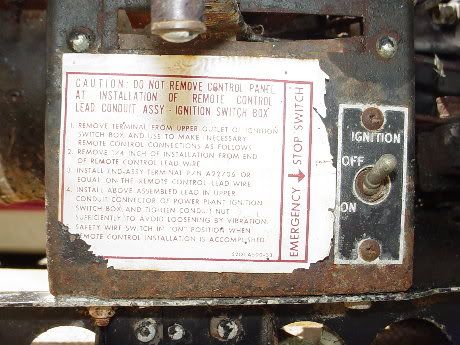 CAUTION: DO NOT REMOVE CONTROL PANEL
AT INSTALLATION OF REMOTE CONTROL
LEAD CONDUIT ASSY - IGNITION SWITCH BOX
1. REMOVE TERMINAL FROM UPPER OUTLET OF IGNITION
SWITCH BOX AND USE TO MAKE NECESSARY
REMOTE CONTROL CONNECTIONS AS FOLLOWS
2. REMOVE 3/4 INCH OF INSTALLATION FROM END
OF REMOTE CONTROL LEAD WIRE
3. INSTALL END-ASSY TERMINAL P/N A22706 OR
EQUAL ON THE REMOTE CONTROL LEAD WIRE
4. INSTALL ABOVE ASSEMBLED LEAD IN UPPER
CONDUIT CONNECTOR OF POWER PLANT IGNITION
SWITCH BOX AND TIGHTEN CONDUIT NUT
SUFFICIENTLY TO AVOID LOOSENING BY VIBRATION
SAFETY WIRE SWITCH IN "ON" POSITION WHEN
REMOTE CONTROL INSTALLATION IS ACCOMPLISHED
EMERGENCY → STOP SWITCH
IGNITION
OFF
ON